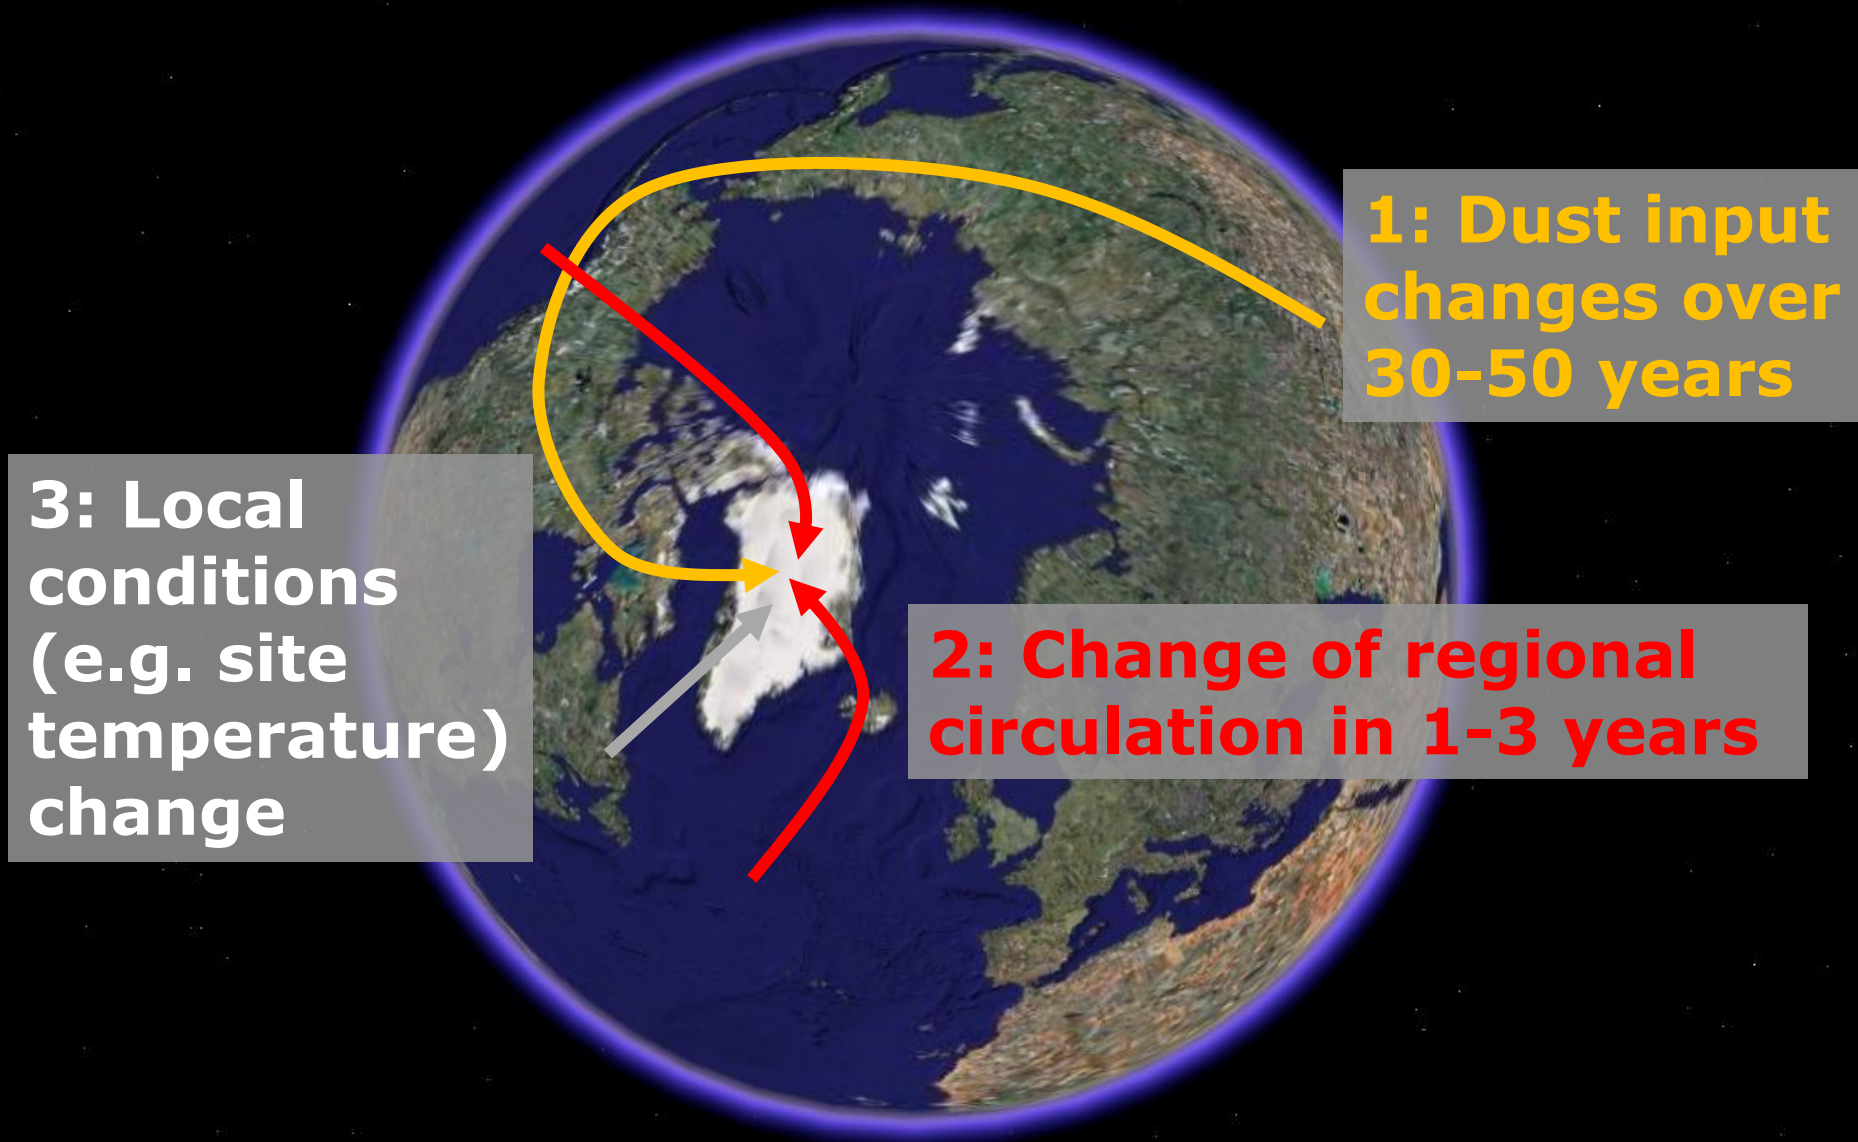 1: Dust input
changes over
30-50 years
2: Change of regional
circulation in 1-3 years
3: Local
conditions
(e.g. site
temperature)
change